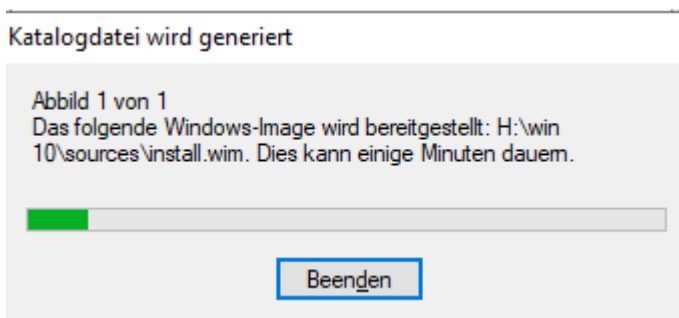 Katalogdatei wird generiert
Abbild 1 von 1
Das folgende Windows-Image wird bereitgestellt: H:\win
10\sources\install.wim. Dies kann einige Minuten dauern.
Beenden